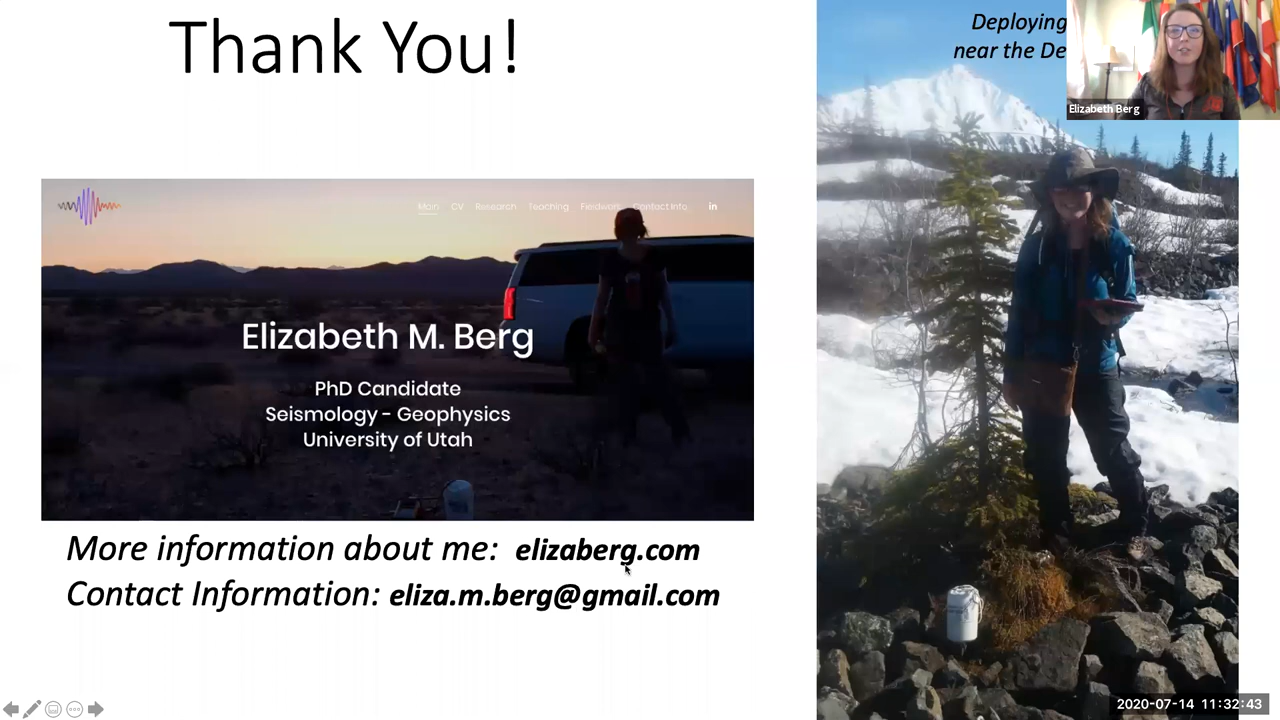 Thank You!
Deploying
near the De
Elizabeth Berg
Main CV Research Teaching Fieldwork Contact Info in
Elizabeth M. Berg
PhD Candidate
Seismology - Geophysics
University of Utah
More information about me: elizaberg.com
Contact Information: eliza.m.berg@gmail.com
2020-07-14 11:32:43